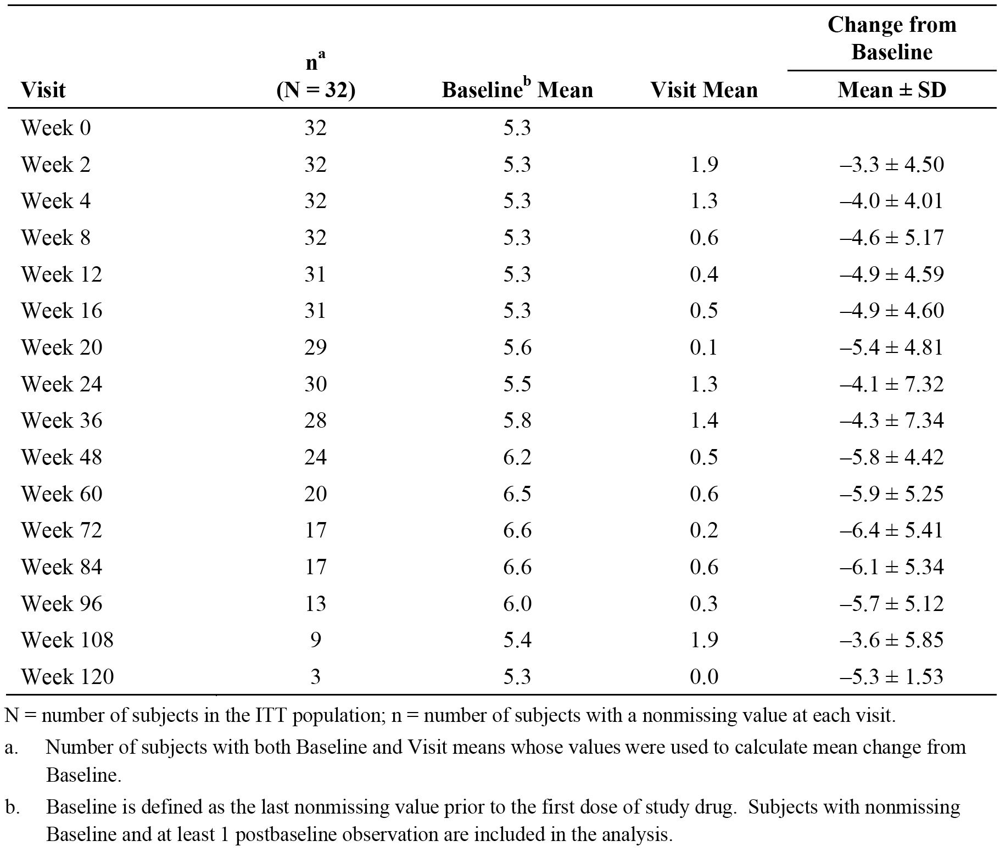 Change from
Baseline
nᵃ
Visit (N = 32) Baselineᵇ Mean Visit Mean Mean ± SD
Week 0 32 5.3
Week 2 32 5.3 1.9 –3.3 ± 4.50
Week 4 32 5.3 1.3 –4.0 ± 4.01
Week 8 32 5.3 0.6 –4.6 ± 5.17
Week 12 31 5.3 0.4 –4.9 ± 4.59
Week 16 31 5.3 0.5 –4.9 ± 4.60
Week 20 29 5.6 0.1 –5.4 ± 4.81
Week 24 30 5.5 1.3 –4.1 ± 7.32
Week 36 28 5.8 1.4 –4.3 ± 7.34
Week 48 24 6.2 0.5 –5.8 ± 4.42
Week 60 20 6.5 0.6 –5.9 ± 5.25
Week 72 17 6.6 0.2 –6.4 ± 5.41
Week 84 17 6.6 0.6 –6.1 ± 5.34
Week 96 13 6.0 0.3 –5.7 ± 5.12
Week 108 9 5.4 1.9 –3.6 ± 5.85
Week 120 3 5.3 0.0 –5.3 ± 1.53
N = number of subjects in the ITT population; n = number of subjects with a nonmissing value at each visit.
a. Number of subjects with both Baseline and Visit means whose values were used to calculate mean change from
Baseline.
b. Baseline is defined as the last nonmissing value prior to the first dose of study drug. Subjects with nonmissing
Baseline and at least 1 postbaseline observation are included in the analysis.